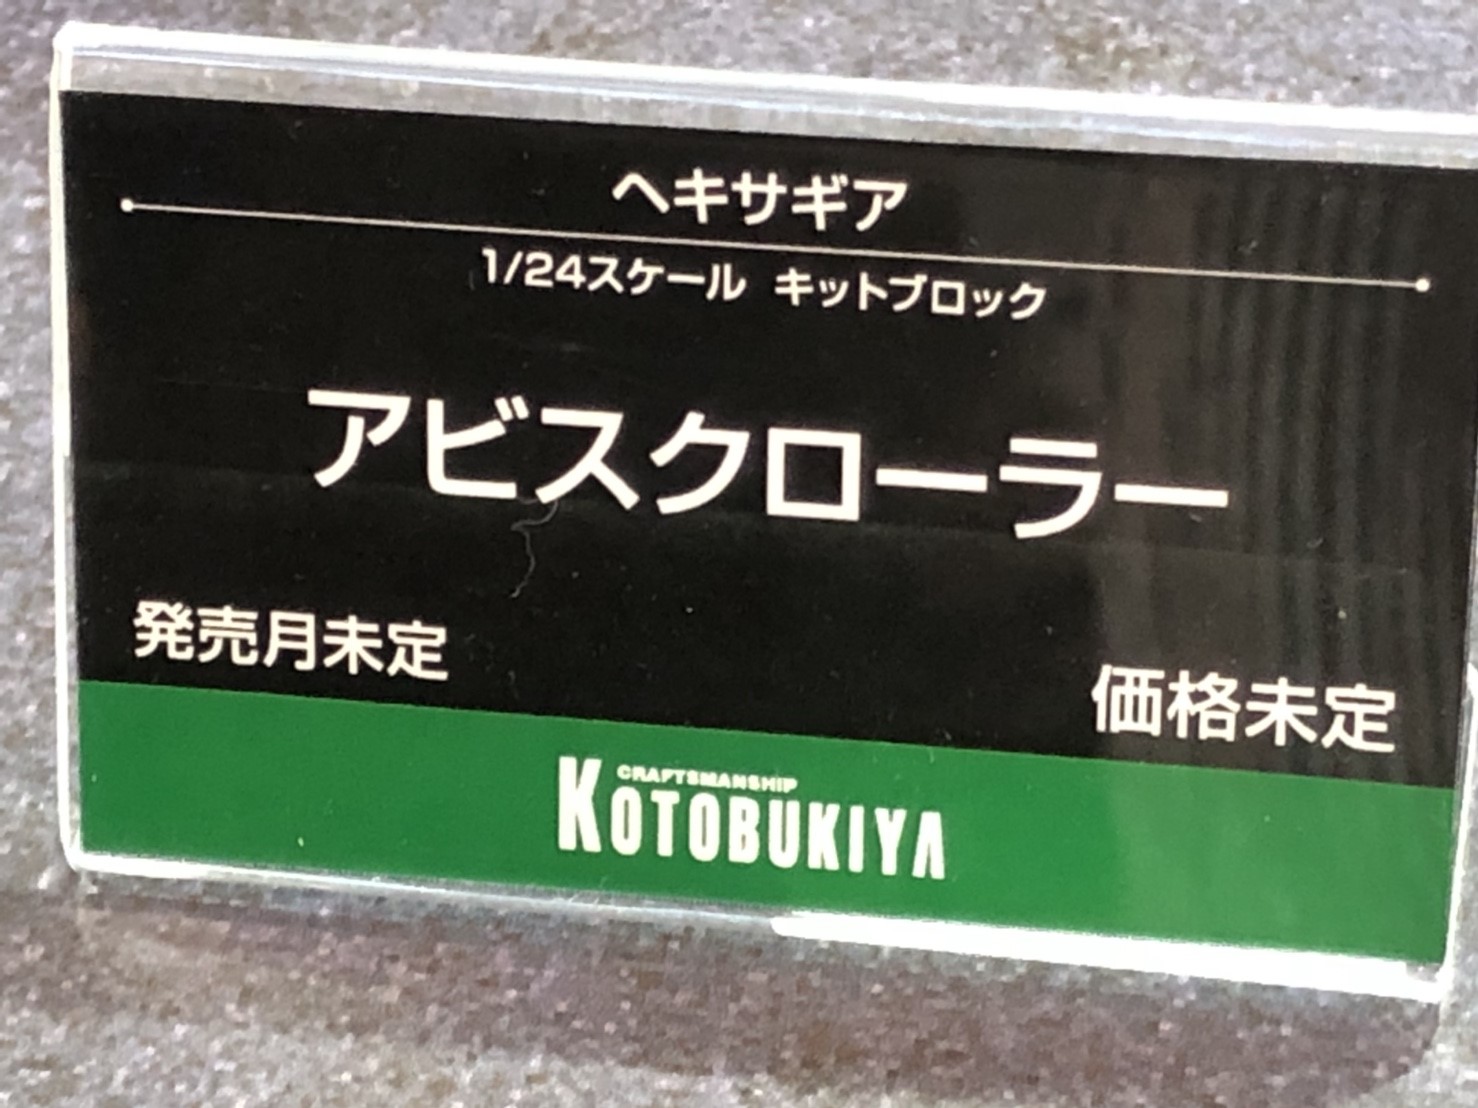 ヘキサギア
1/24スケール キットブロック
アビスクローラー
発売月未定
価格未定
CRAFTSMANSHIP
KOTOBUKIYA